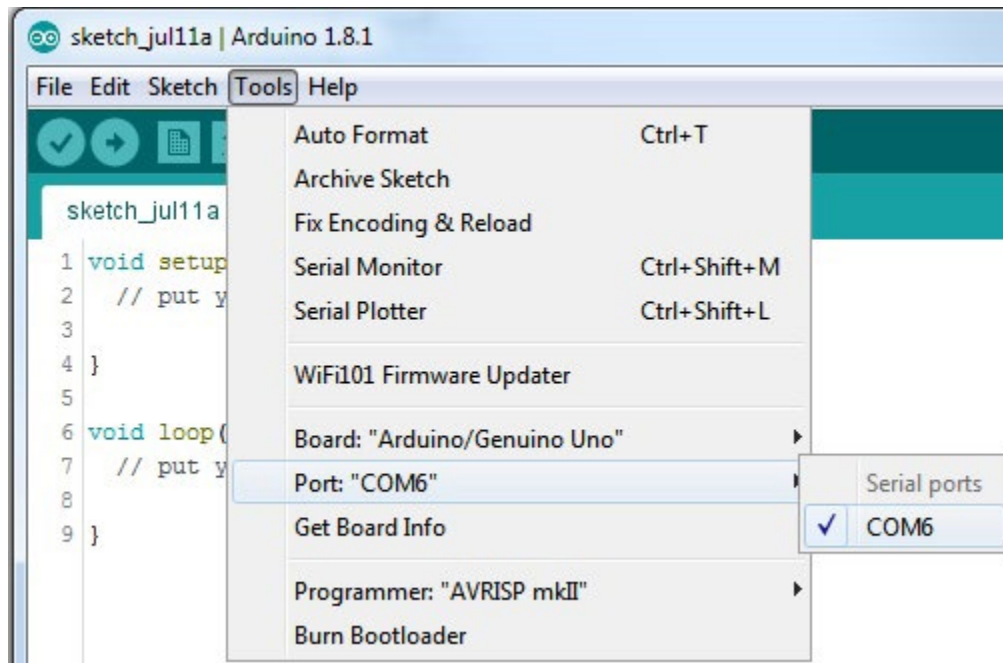 sketch_jul11a | Arduino 1.8.1
File Edit Sketch Tools Help
Auto Format Ctrl+T
Archive Sketch
Fix Encoding & Reload
Serial Monitor Ctrl+Shift+M
Serial Plotter Ctrl+Shift+L
WiFi101 Firmware Updater
Board: "Arduino/Genuino Uno"
Port: "COM6"
Get Board Info
Programmer: "AVRISP mkII"
Burn Bootloader
Serial ports
COM6
sketch_jul11a
1 void setup
2 // put y
3
4 }
5
6 void loop(
7 // put y
8
9 }